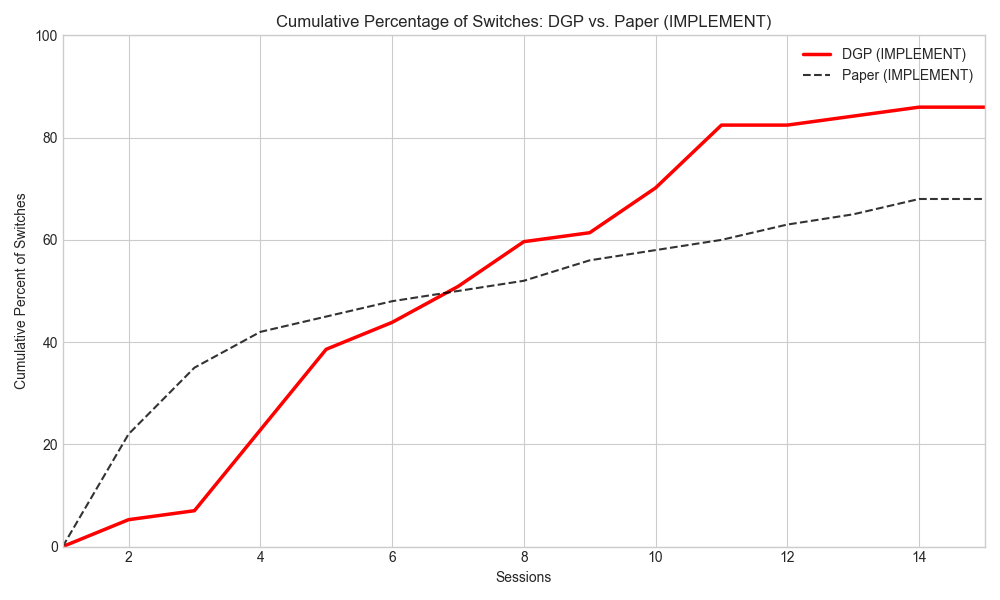 Cumulative Percentage of Switches: DGP vs. Paper (IMPLEMENT)
DGP (IMPLEMENT)
Paper (IMPLEMENT)
Cumulative Percent of Switches
100
80
60
40
20
0
2 4 6 8 10 12 14
Sessions